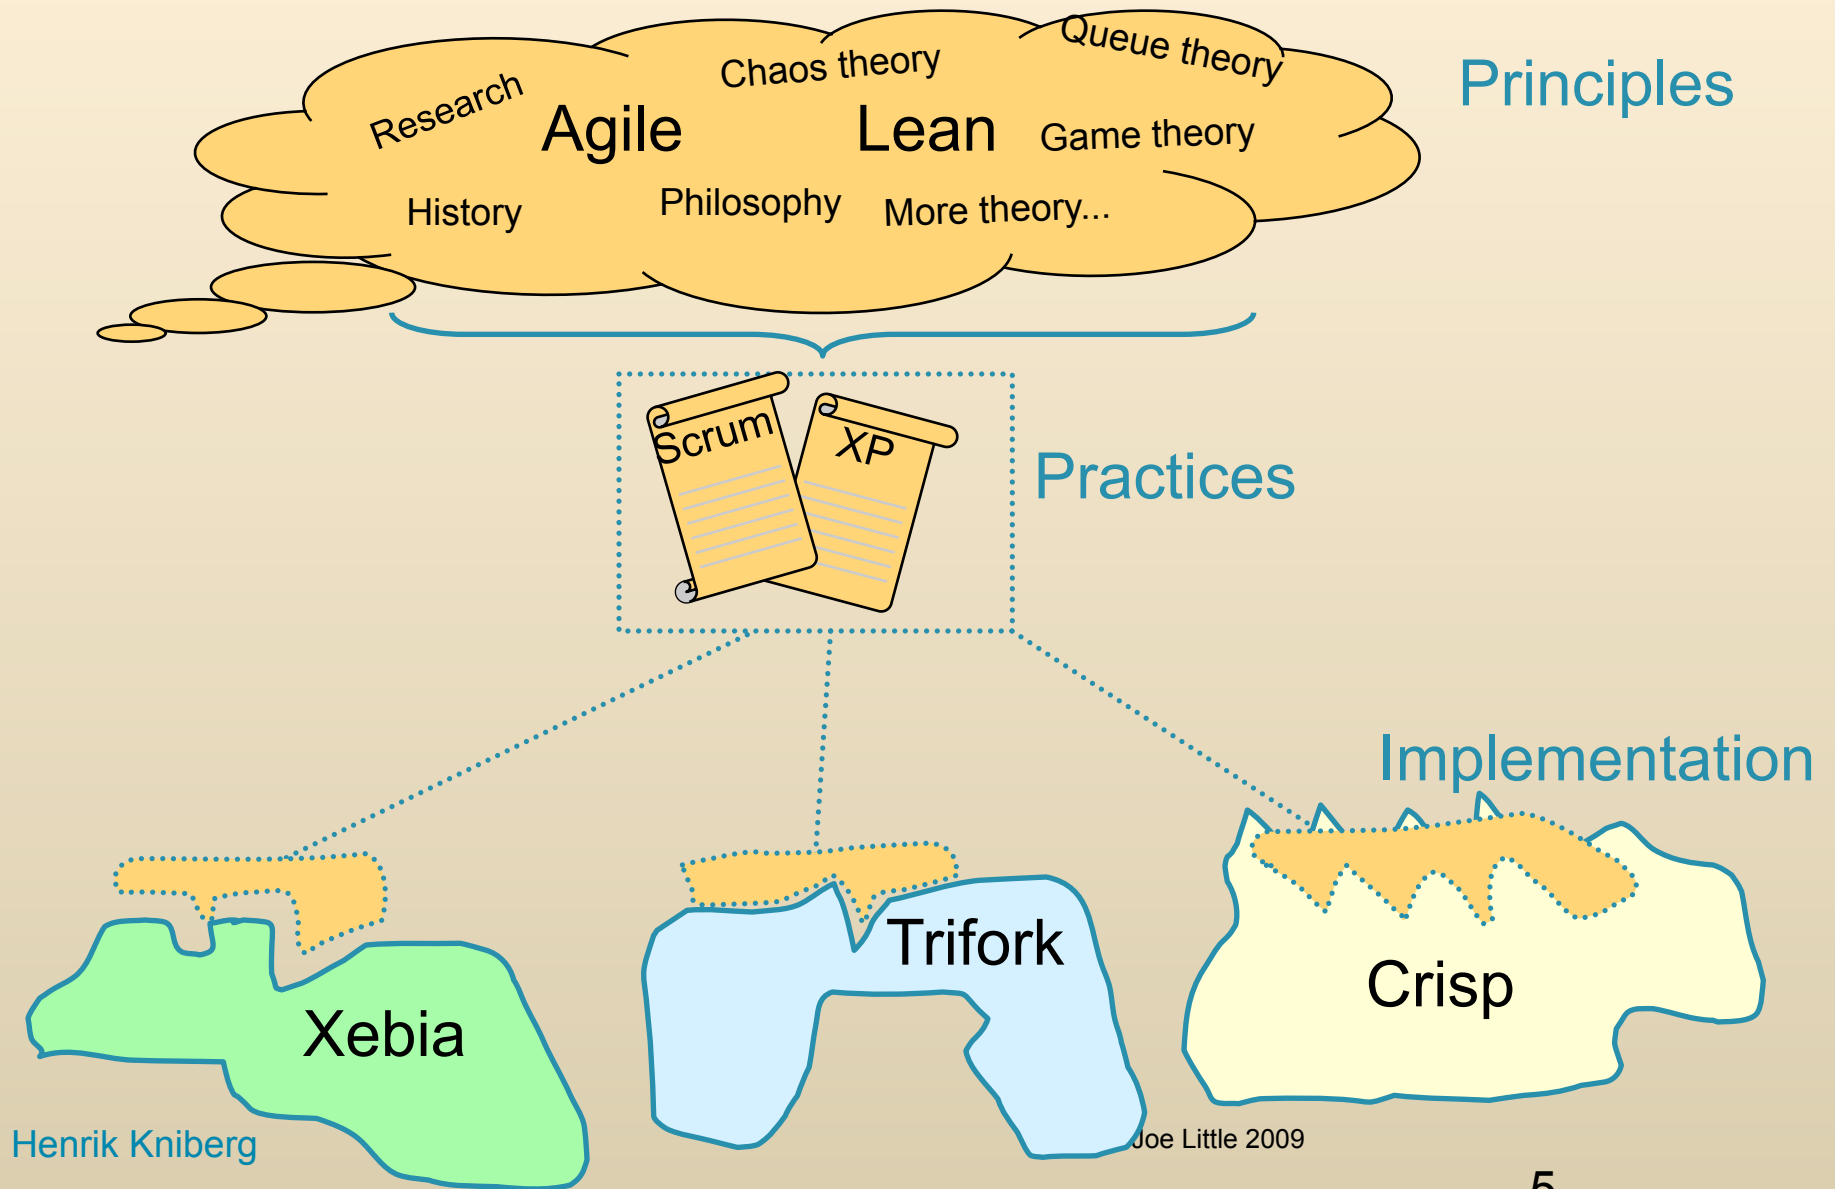 Queue theory
Chaos theory
Principles
Research
Agile
Lean
Game theory
History
Philosophy
More theory...
Scrum
XP
Practices
Implementation
Trifork
Crisp
Xebia
Henrik Kniberg
Joe Little 2009
5